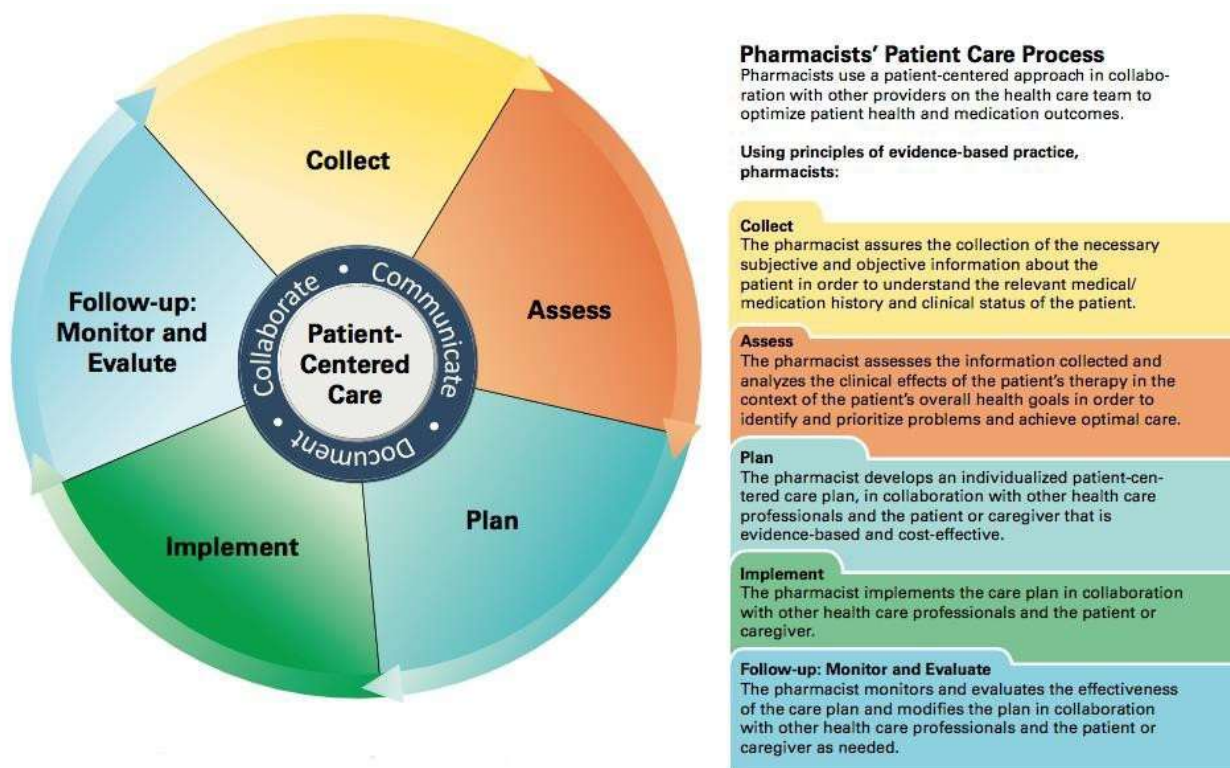 Collect
Assess
Plan
Implement
Follow-up:
Monitor and
Evalute
Collaborate • Communicate • Document •
Patient-
Centered
Care
Pharmacists’ Patient Care Process
Pharmacists use a patient-centered approach in collabo-
ration with other providers on the health care team to
optimize patient health and medication outcomes.
Using principles of evidence-based practice,
pharmacists:
Collect
The pharmacist assures the collection of the necessary
subjective and objective information about the
patient in order to understand the relevant medical/
medication history and clinical status of the patient.
Assess
The pharmacist assesses the information collected and
analyzes the clinical effects of the patient’s therapy in the
context of the patient’s overall health goals in order to
identify and prioritize problems and achieve optimal care.
Plan
The pharmacist develops an individualized patient-cen-
tered care plan, in collaboration with other health care
professionals and the patient or caregiver that is
evidence-based and cost-effective.
Implement
The pharmacist implements the care plan in collaboration
with other health care professionals and the patient or
caregiver.
Follow-up: Monitor and Evaluate
The pharmacist monitors and evaluates the effectiveness
of the care plan and modifies the plan in collaboration
with other health care professionals and the patient or
caregiver as needed.